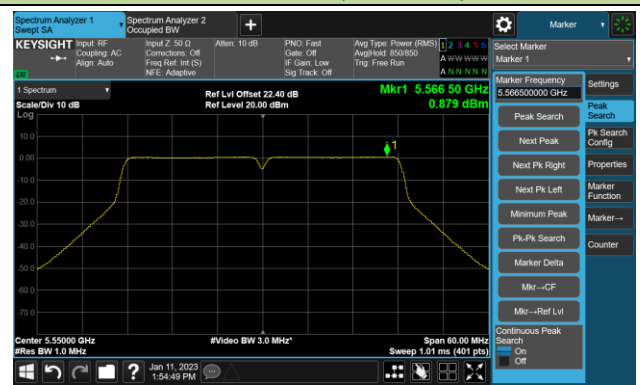 Spectrum Analyzer 1
Swept SA
Spectrum Analyzer 2
Occupied BW
+
Marker
KEYSIGHT
Input: RF
Coupling: AC
Align: Auto
Input Z: 50 Ω
Corrections: Off
Freq Ref: Int (S)
NFE: Adaptive
Atten: 10 dB
PNO: Fast
Gate: Off
IF Gain: Low
Sig Track: Off
Avg Type: Power (RMS)
Avg|Hold: 850/850
Trig: Free Run
1 2 3 4 5 6
A W W W W W
A N N N N N
LXI
1 Spectrum
Scale/Div 10 dB
Log
Ref Lvl Offset 22.40 dB
Ref Level 20.00 dBm
Mkr1 5.566 50 GHz
0.879 dBm
10.0
0.00
-10.0
-20.0
-30.0
-40.0
-50.0
-60.0
-70.0
1
Center 5.55000 GHz
#Res BW 1.0 MHz
#Video BW 3.0 MHz*
Span 60.00 MHz
Sweep 1.01 ms (401 pts)
Select Marker
Marker 1
Marker Frequency
5.566500000 GHz
Peak Search
Next Peak
Next Pk Right
Next Pk Left
Minimum Peak
Pk-Pk Search
Marker Delta
Mkr→CF
Mkr→Ref Lvl
Continuous Peak
Search
On
Off
Settings
Peak
Search
Pk Search
Config
Properties
Marker
Function
Marker→
Counter
?
Jan 11, 2023
1:54:49 PM